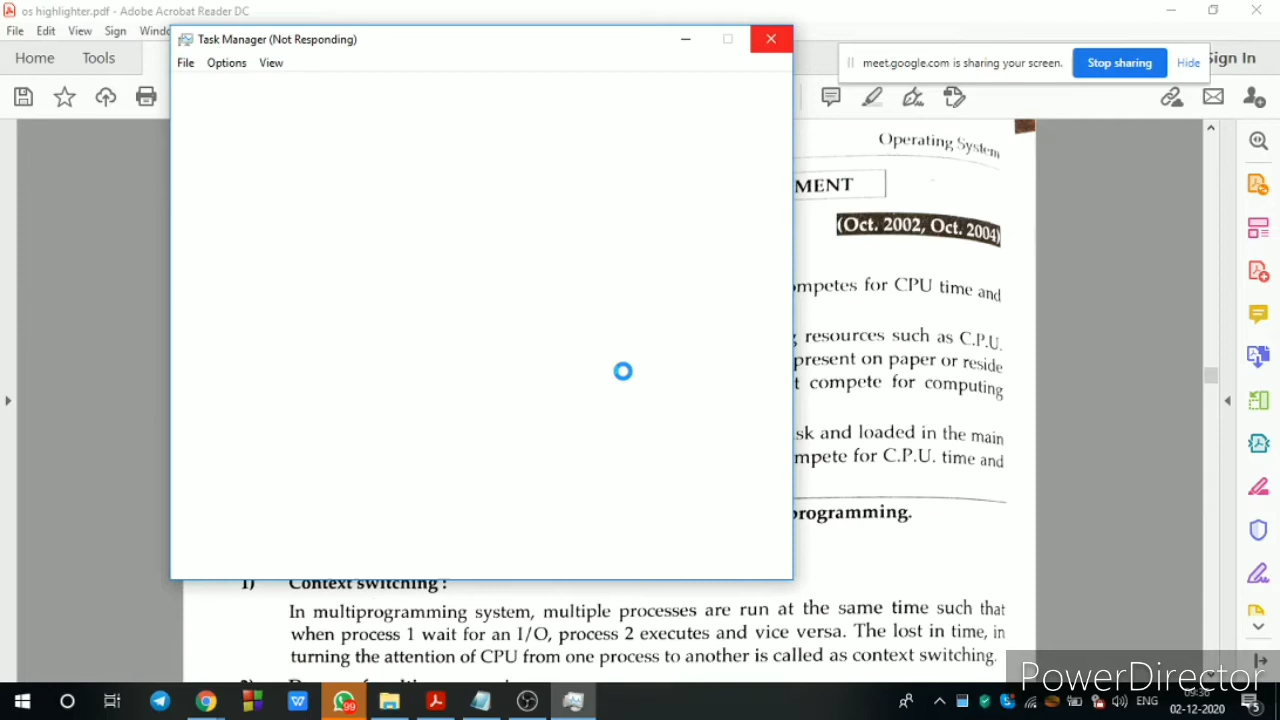 os highlighter.pdf - Adobe Acrobat Reader DC
File Edit View Sign Windo
Home Tools
Sign In
Task Manager (Not Responding)
File Options View
meet.google.com is sharing your screen. Stop sharing Hide
Operating System
MENT
(Oct. 2002, Oct. 2004)
ompetes for CPU time and
g resources such as C.P.U.
present on paper or reside
t compete for computing
sk and loaded in the main
mpete for C.P.U. time and
programming.
1) Context switching :
In multiprogramming system, multiple processes are run at the same time such that
when process 1 wait for an I/O, process 2 executes and vice versa. The lost in time, in
turning the attention of CPU from one process to another is called as context switching.
PowerDirector
99
ENG
09:30
02-12-2020
5